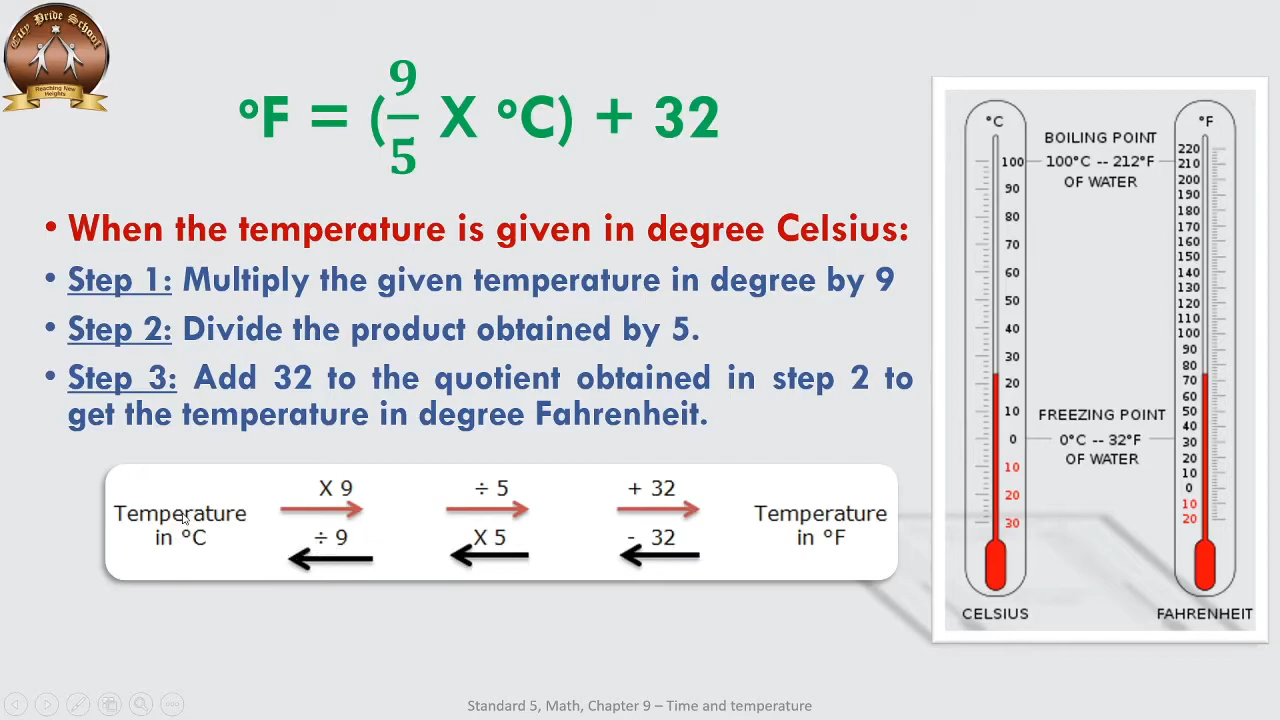 City Pride School
Reaching New
Heights
°F = (9/5 X °C) + 32
• When the temperature is given in degree Celsius:
• Step 1: Multiply the given temperature in degree by 9
• Step 2: Divide the product obtained by 5.
• Step 3: Add 32 to the quotient obtained in step 2 to
get the temperature in degree Fahrenheit.
Temperature
in °C
X 9
÷ 9
÷ 5
X 5
+ 32
- 32
Temperature
in °F
°C
100
90
80
70
60
50
40
30
20
10
0
10
20
30
CELSIUS
BOILING POINT
100°C -- 212°F
OF WATER
FREEZING POINT
0°C -- 32°F
OF WATER
°F
220
210
200
190
180
170
160
150
140
130
120
110
100
90
80
70
60
50
40
30
20
10
0
10
20
FAHRENHEIT
Standard 5, Math, Chapter 9 – Time and temperature